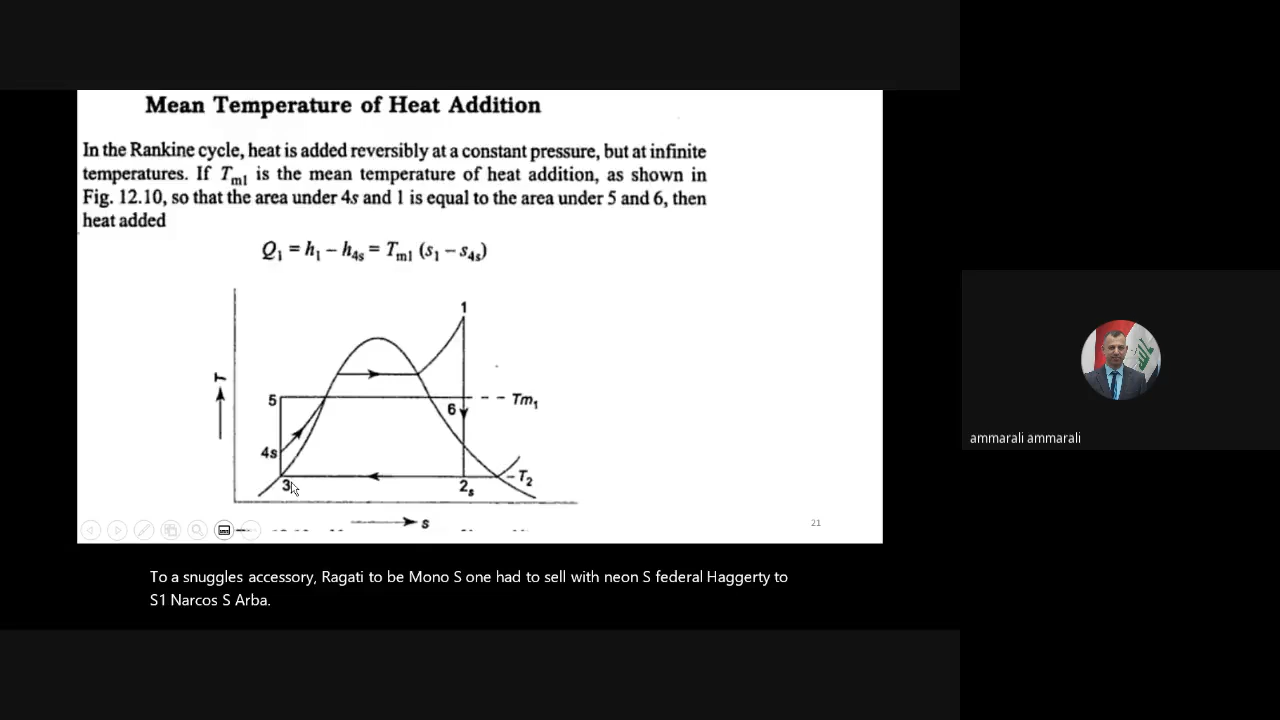 Mean Temperature of Heat Addition
In the Rankine cycle, heat is added reversibly at a constant pressure, but at infinite
temperatures. If Tm1 is the mean temperature of heat addition, as shown in
Fig. 12.10, so that the area under 4s and 1 is equal to the area under 5 and 6, then
heat added
Q1 = h1 − h4s = Tm1 (s1 − s4s)
1
T
5
Tm1
6
4s
T2
3
2s
s
21
ammarali ammarali
To a snuggles accessory, Ragati to be Mono S one had to sell with neon S federal Haggerty to
S1 Narcos S Arba.